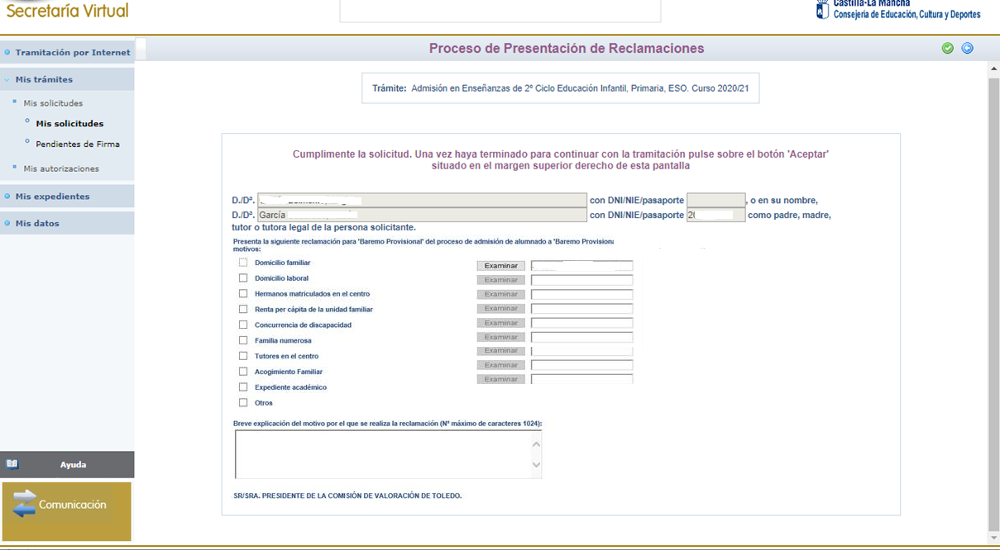 Secretaría Virtual
Castilla-La Mancha
Consejería de Educación, Cultura y Deportes
Tramitación por Internet
Mis trámites
Mis solicitudes
Mis solicitudes
Pendientes de Firma
Mis autorizaciones
Mis expedientes
Mis datos
Ayuda
Comunicación
Proceso de Presentación de Reclamaciones
Trámite: Admisión en Enseñanzas de 2º Ciclo Educación Infantil, Primaria, ESO. Curso 2020/21
Cumplimente la solicitud. Una vez haya terminado para continuar con la tramitación pulse sobre el botón 'Aceptar'
situado en el margen superior derecho de esta pantalla
D./Dª. con DNI/NIE/pasaporte , o en su nombre,
D./Dª. García con DNI/NIE/pasaporte como padre, madre,
tutor o tutora legal de la persona solicitante.
Presenta la siguiente reclamación para 'Baremo Provisional' del proceso de admisión de alumnado a 'Baremo Provisiona
motivos:
Domicilio familiar Examinar
Domicilio laboral Examinar
Hermanos matriculados en el centro Examinar
Renta per cápita de la unidad familiar Examinar
Concurrencia de discapacidad Examinar
Familia numerosa Examinar
Tutores en el centro Examinar
Acogimiento Familiar Examinar
Expediente académico Examinar
Otros
Breve explicación del motivo por el que se realiza la reclamación (Nº máximo de caracteres 1024):
SR/SRA. PRESIDENTE DE LA COMISIÓN DE VALORACIÓN DE TOLEDO.